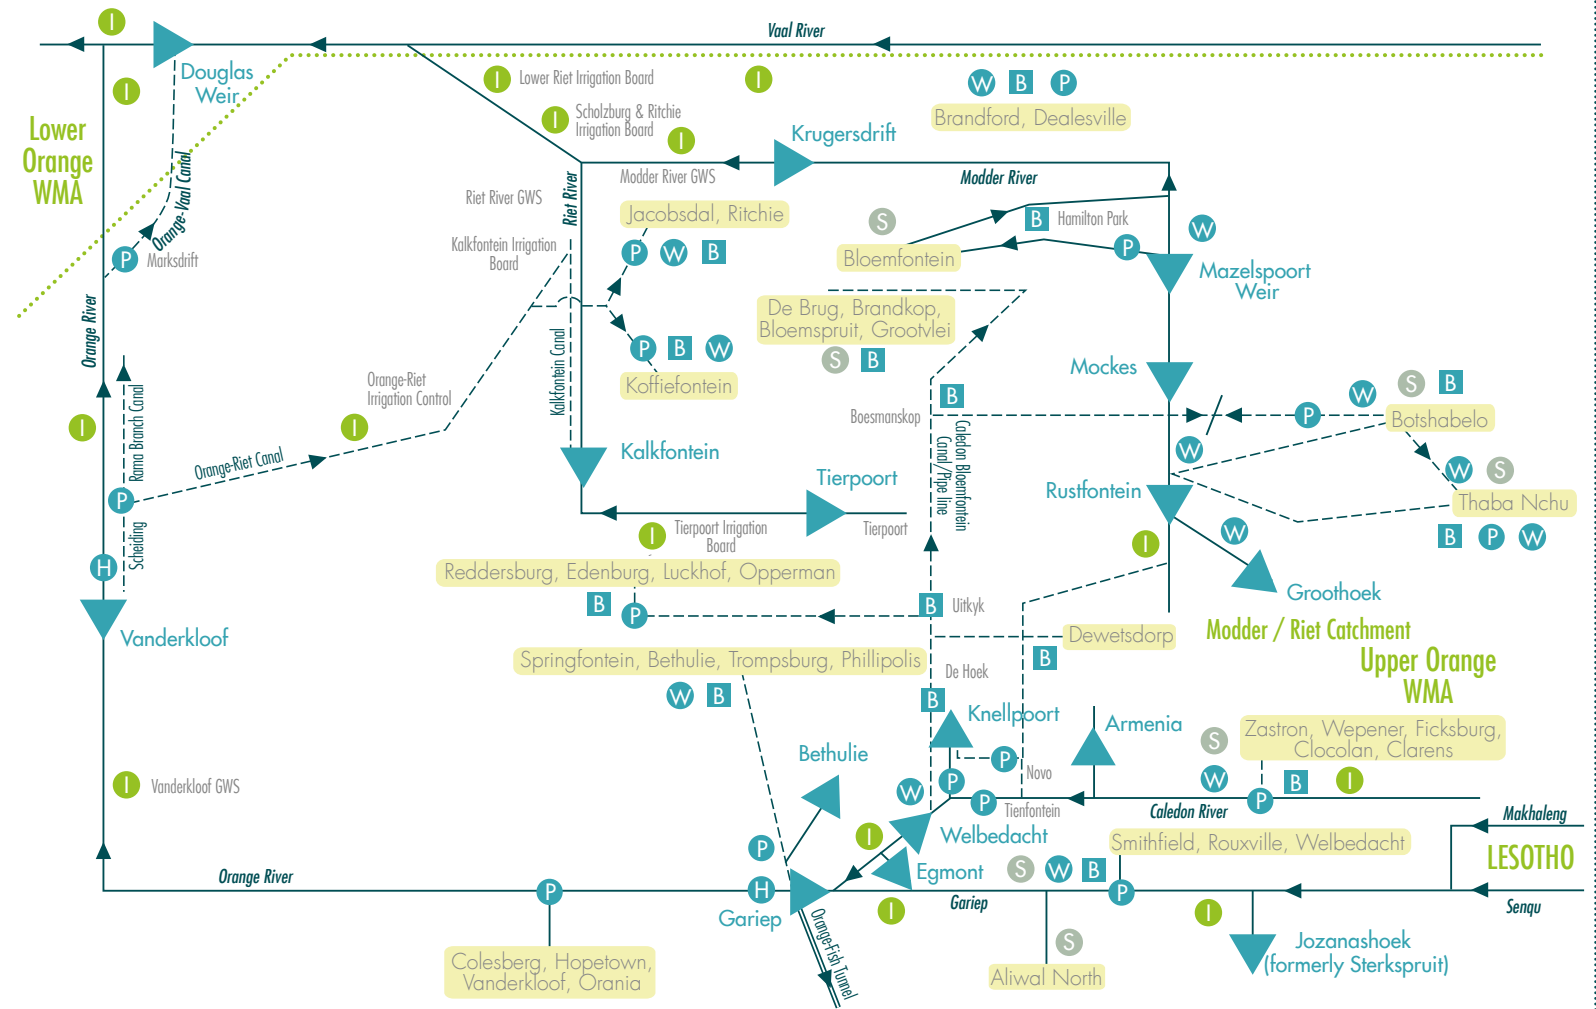 I
Vaal River
Douglas
Weir
I
I
Lower Riet Irrigation Board
I
W B P
Brandford, Dealesville
I
Scholzburg & Ritchie
Irrigation Board
I
Krugersdrift
Lower
Orange
WMA
Modder River GWS
Modder River
Riet River GWS
Riet River
Jacobsdal, Ritchie
S
B
Hamilton Park
W
Orange-Vaal Canal
P
Marksdrift
Kalkfontein Irrigation
Board
P W B
Bloemfontein
P
Mazelspoort
Weir
Orange River
De Brug, Brandkop,
Bloemspruit, Grootvlei
S B
Kalkfontein Canal
P B W
Koffiefontein
Mockes
Orange-Riet
Irrigation Control
I
I
Rama Branch Canal
Boesmanskop
B
Caledon Bloemfontein
Canal/Pipe line
P
W
S B
Botshabelo
Orange-Riet Canal
Kalkfontein
W
W S
Tierpoort
Rustfontein
Thaba Nchu
B P W
P
Scheiding
H
I
Tierpoort Irrigation
Board
Tierpoort
I
W
Reddersburg, Edenburg, Luckhof, Opperman
B
P
B
Uitkyk
Groothoek
Vanderkloof
Dewetsdorp
B
Modder / Riet Catchment
Upper Orange
WMA
Springfontein, Bethulie, Trompsburg, Phillipolis
W B
De Hoek
B
Knellpoort
Armenia
S
Zastron, Wepener, Ficksburg,
Clocolan, Clarens
Bethulie
P
Novo
I
Vanderkloof GWS
W
P
P
Tienfontein
W
P
B
I
Caledon River
Makhaleng
Welbedacht
I
P
Smithfield, Rouxville, Welbedacht
LESOTHO
Egmont
S W B
Orange River
P
H
Gariep
I
Gariep
P
I
Senqu
Orange-Fish Tunnel
S
Jozanashoek
(formerly Sterkspruit)
Colesberg, Hopetown,
Vanderkloof, Orania
Aliwal North